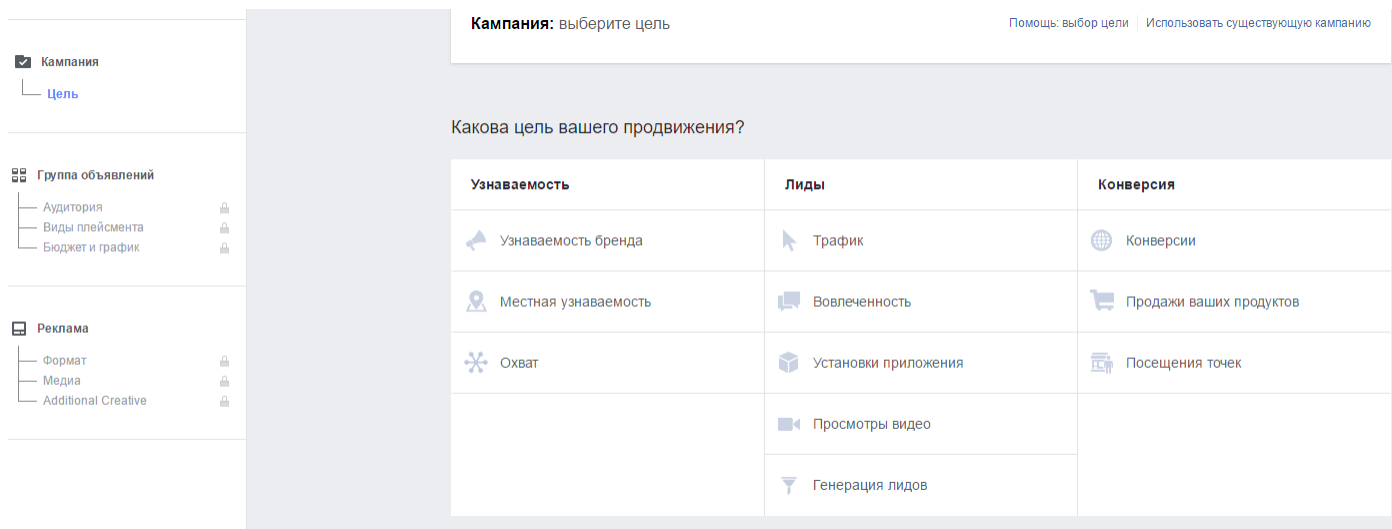 Кампания: выберите цель
Помощь: выбор цели
Использовать существующую кампанию
Кампания
Цель
Группа объявлений
Аудитория
Виды плейсмента
Бюджет и график
Реклама
Формат
Медиа
Additional Creative
Какова цель вашего продвижения?
Узнаваемость
Лиды
Конверсия
Узнаваемость бренда
Трафик
Конверсии
Местная узнаваемость
Вовлеченность
Продажи ваших продуктов
Охват
Установки приложения
Посещения точек
Просмотры видео
Генерация лидов